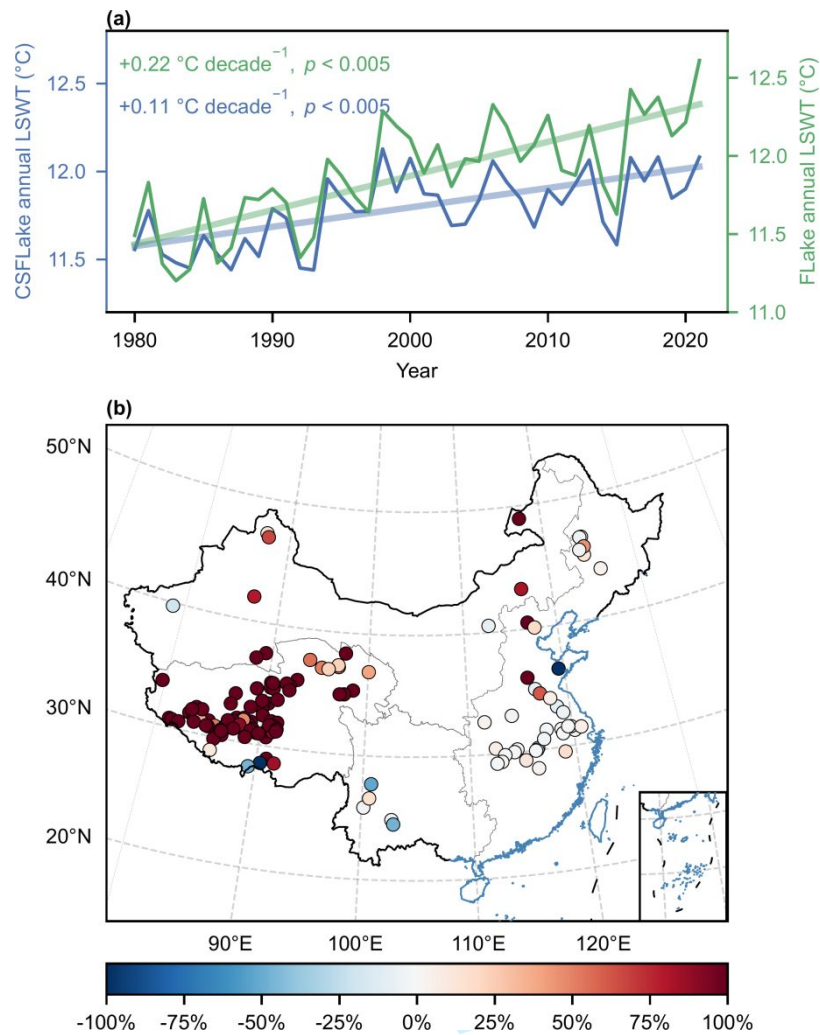 (a)
+0.22 °C decade⁻¹, p < 0.005
+0.11 °C decade⁻¹, p < 0.005
CSFLake annual LSWT (°C)
12.5
12.0
11.5
FLake annual LSWT (°C)
12.5
12.0
11.5
11.0
1980 1990 2000 2010 2020
Year
(b)
50°N
40°N
30°N
20°N
90°E 100°E 110°E 120°E
-100% -75% -50% -25% 0% 25% 50% 75% 100%